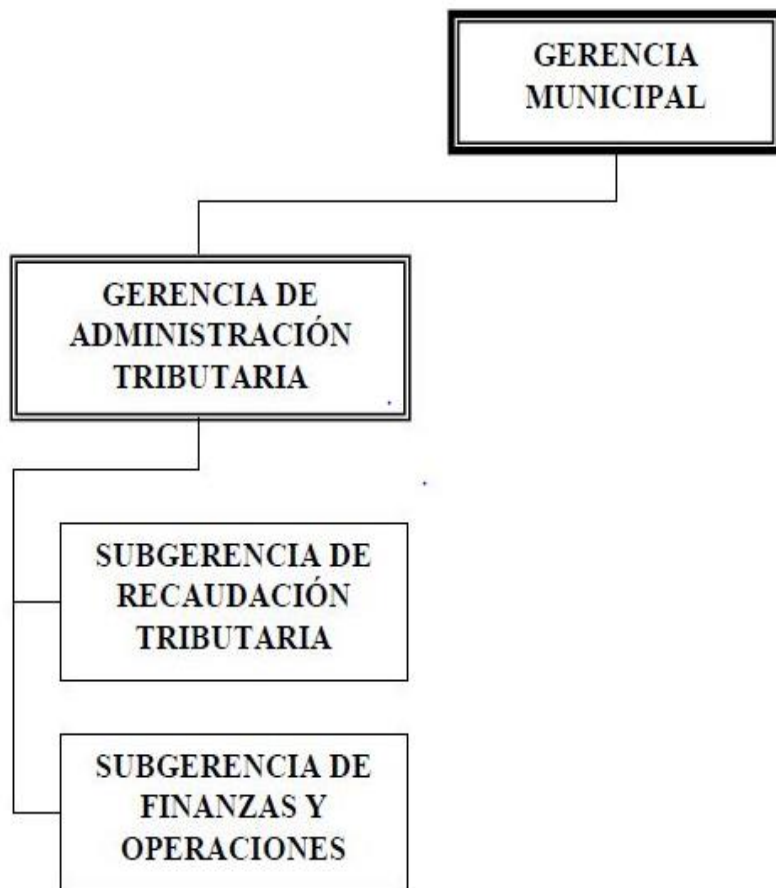 GERENCIA
MUNICIPAL
GERENCIA DE
ADMINISTRACIÓN
TRIBUTARIA
SUBGERENCIA DE
RECAUDACIÓN
TRIBUTARIA
SUBGERENCIA DE
FINANZAS Y
OPERACIONES